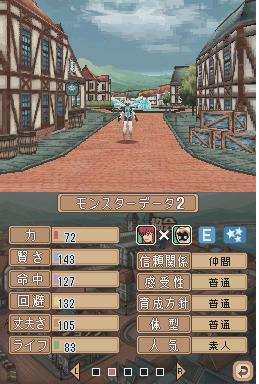 モンスターデータ2
力 72
賢さ 143
命中 127
回避 132
丈夫さ 105
ライフ 83
E
信頼関係 仲間
感受性 普通
育成方針 普通
体型 普通
人気 素人
L R